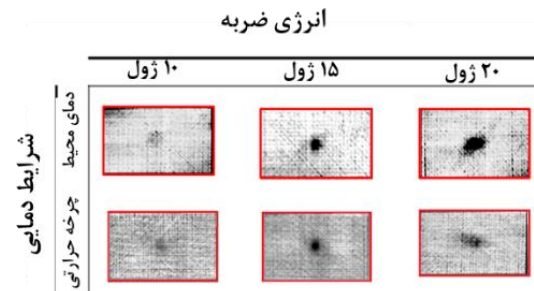 انرژی ضربه
۱۰ ژول
۱۵ ژول
۲۰ ژول
شرایط دمایی
دمای محیط
چرخه حرارتی